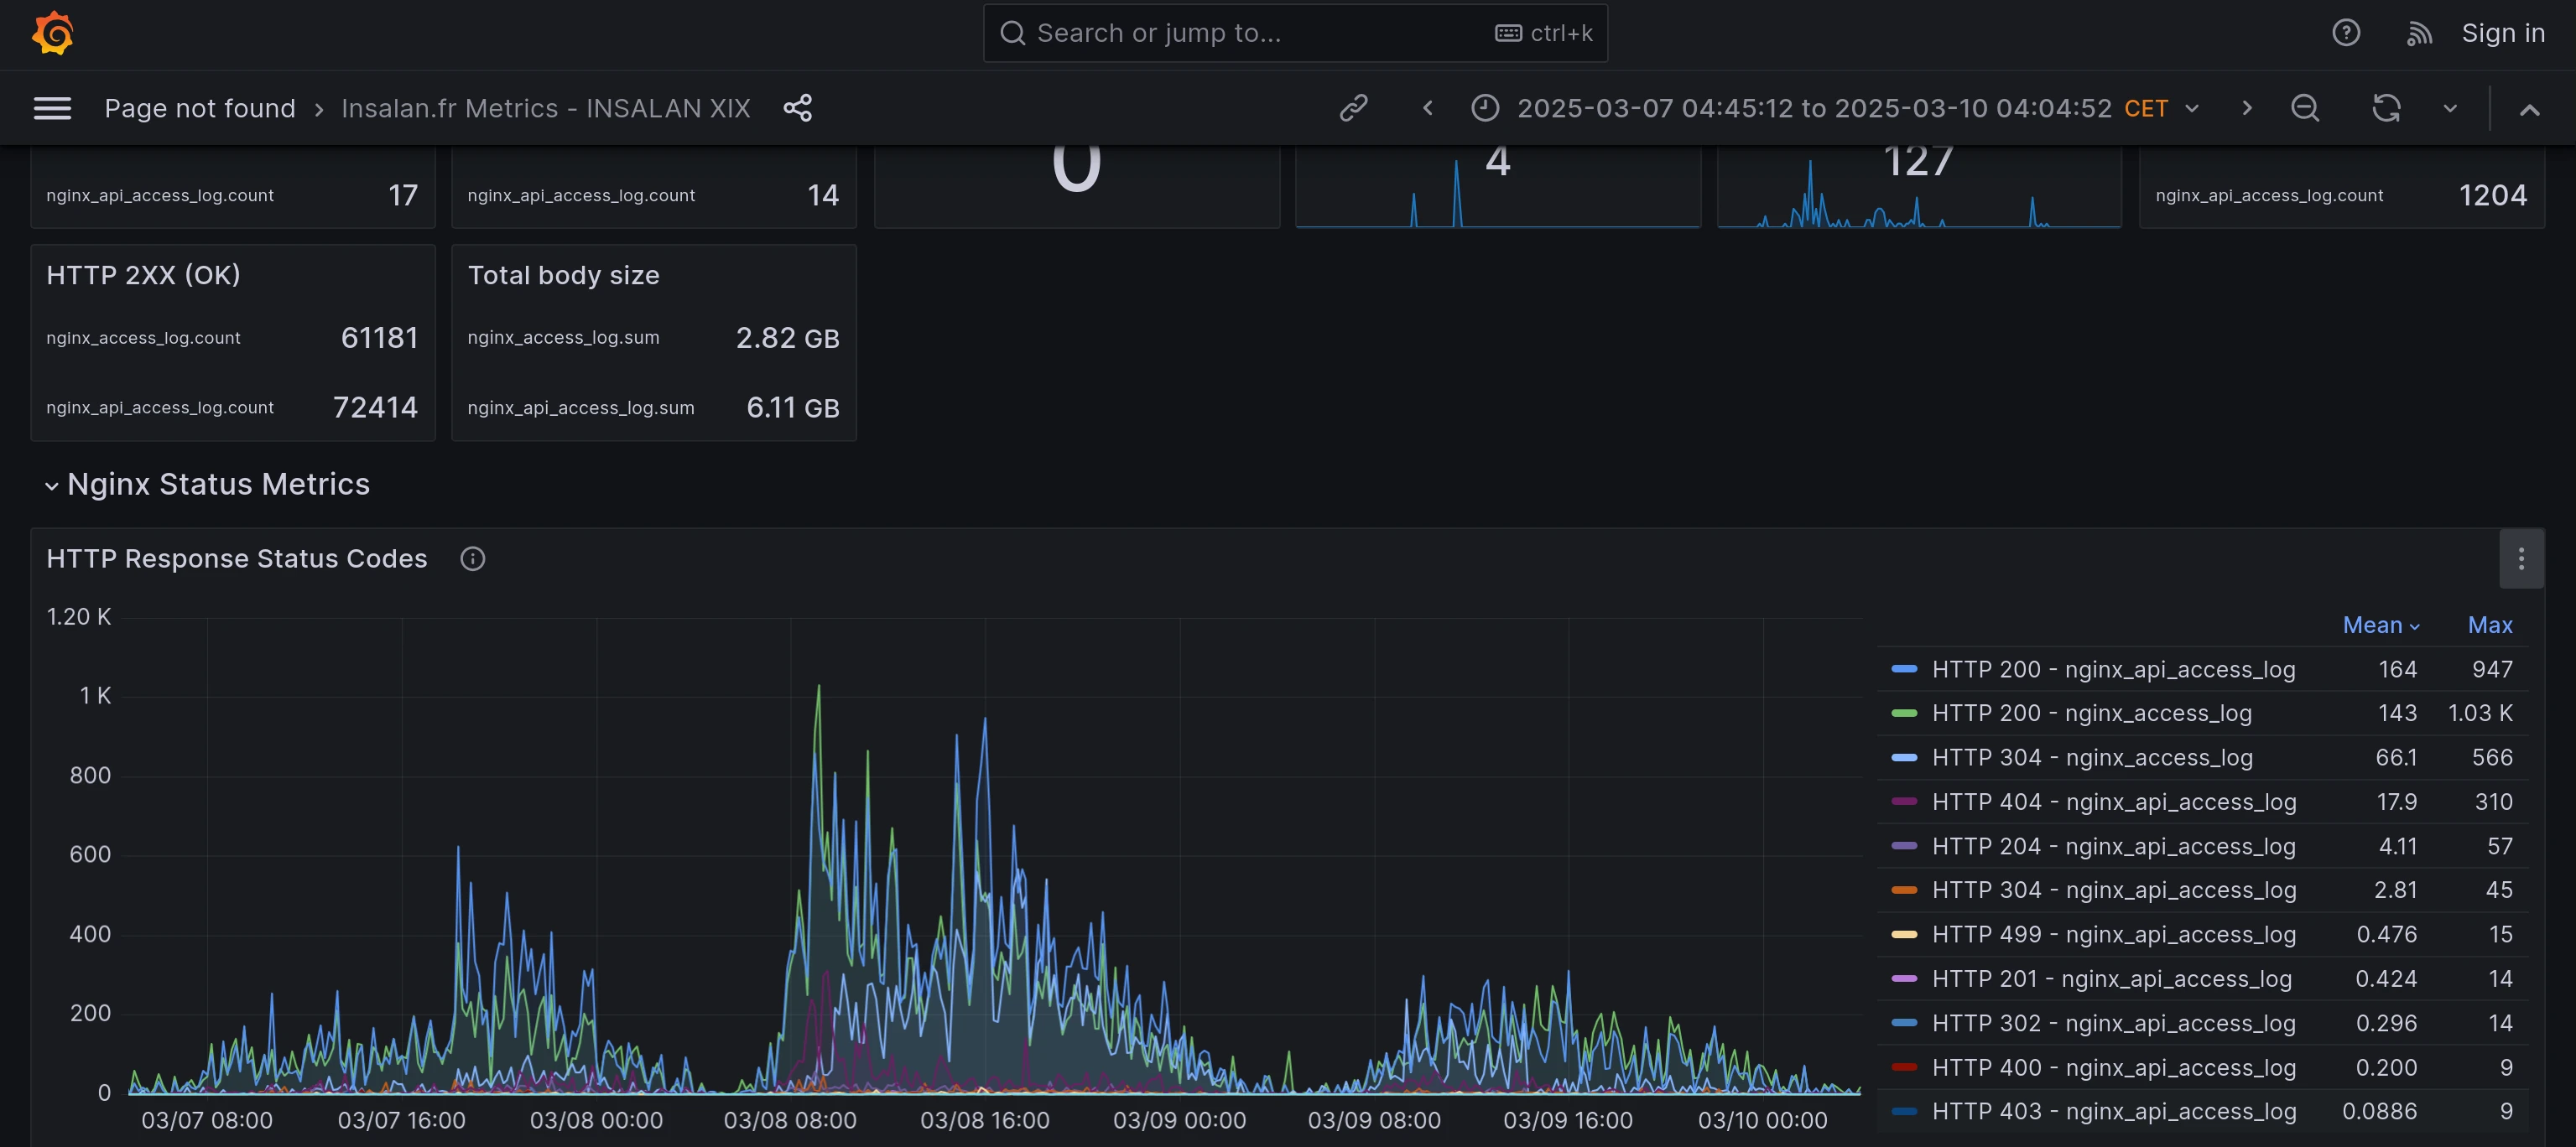 Search or jump to... ctrl+k
Sign in
Page not found › Insalan.fr Metrics - INSALAN XIX
2025-03-07 04:45:12 to 2025-03-10 04:04:52 CET
nginx_api_access_log.count 17
nginx_api_access_log.count 14
0
4
127
nginx_api_access_log.count 1204
HTTP 2XX (OK)
nginx_access_log.count 61181
nginx_api_access_log.count 72414
Total body size
nginx_access_log.sum 2.82 GB
nginx_api_access_log.sum 6.11 GB
Nginx Status Metrics
HTTP Response Status Codes
1.20 K
1 K
800
600
400
200
0
03/07 08:00 03/07 16:00 03/08 00:00 03/08 08:00 03/08 16:00 03/09 00:00 03/09 08:00 03/09 16:00 03/10 00:00
Mean Max
HTTP 200 - nginx_api_access_log 164 947
HTTP 200 - nginx_access_log 143 1.03 K
HTTP 304 - nginx_access_log 66.1 566
HTTP 404 - nginx_api_access_log 17.9 310
HTTP 204 - nginx_api_access_log 4.11 57
HTTP 304 - nginx_api_access_log 2.81 45
HTTP 499 - nginx_api_access_log 0.476 15
HTTP 201 - nginx_api_access_log 0.424 14
HTTP 302 - nginx_api_access_log 0.296 14
HTTP 400 - nginx_api_access_log 0.200 9
HTTP 403 - nginx_api_access_log 0.0886 9